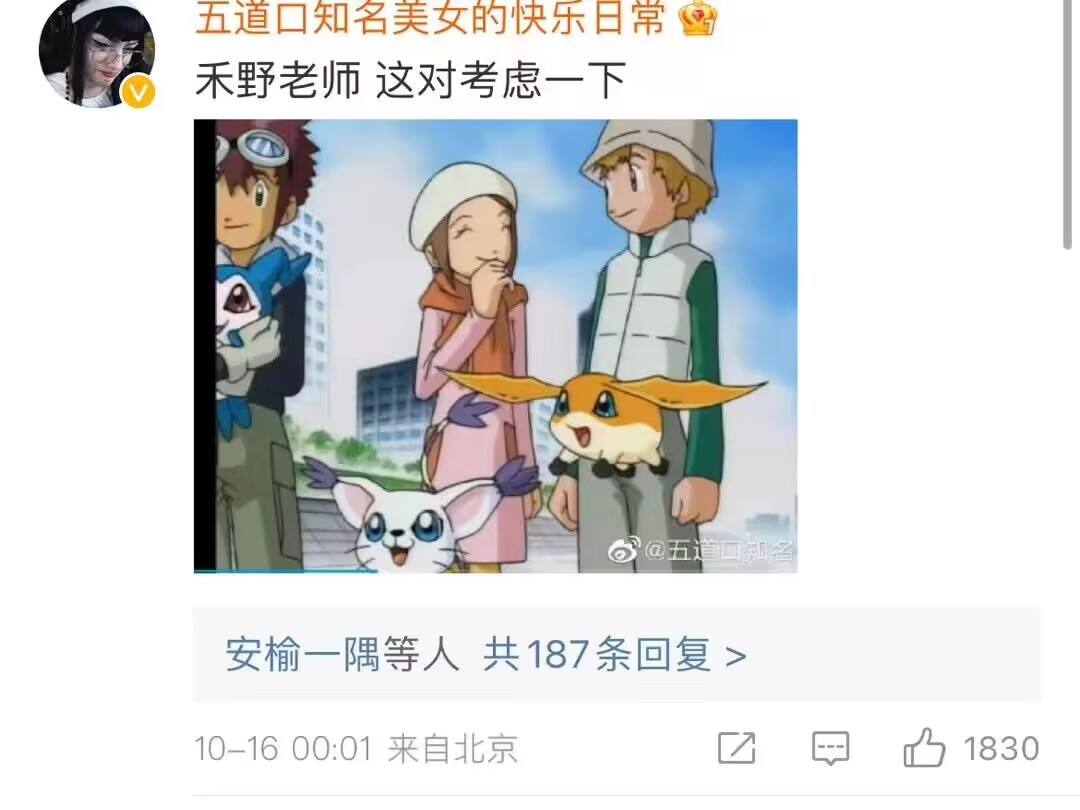 五道口知名美女的快乐日常
禾野老师 这对考虑一下
@五道口知名
安榆一隅等人 共187条回复 >
10-16 00:01 来自北京
1830